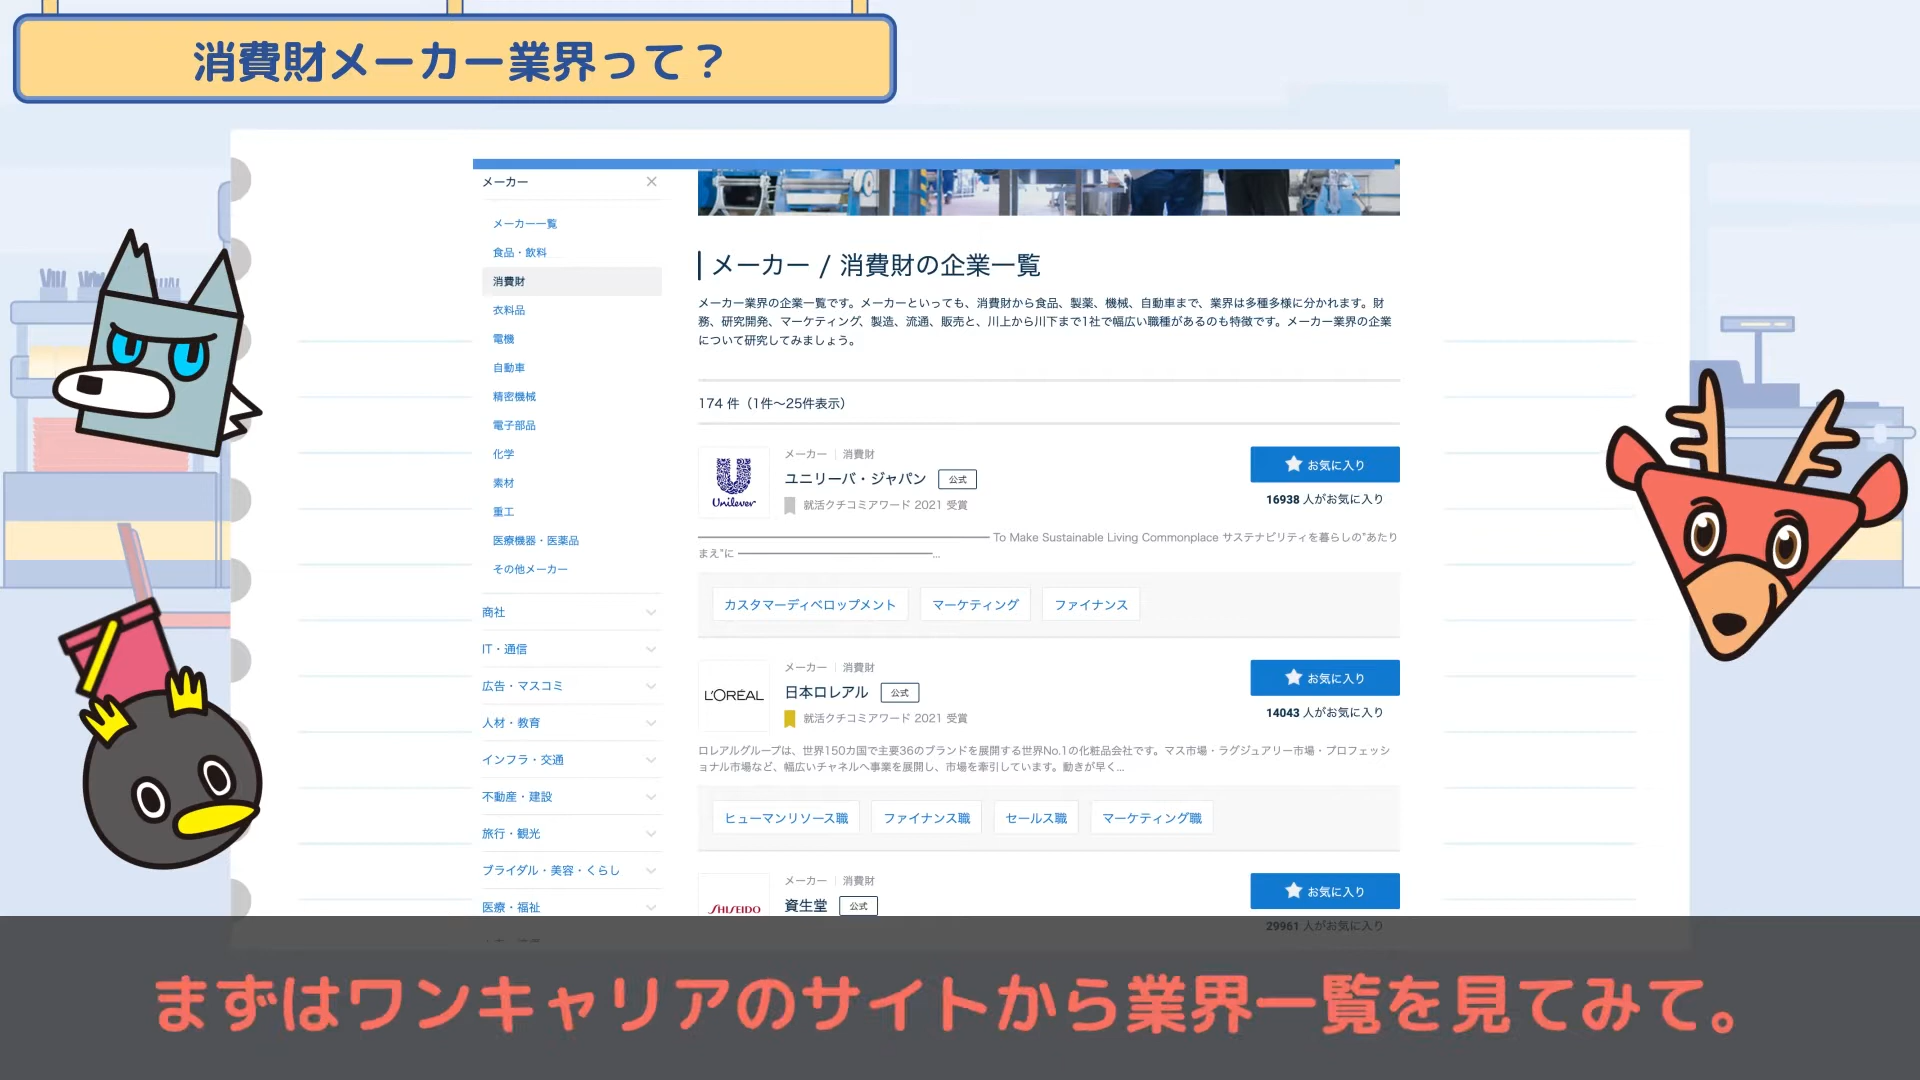 消費財メーカー業界って？
メーカー
メーカー一覧
食品・飲料
消費財
衣料品
電機
自動車
精密機械
電子部品
化学
素材
重工
医療機器・医薬品
その他メーカー
商社
IT・通信
広告・マスコミ
人材・教育
インフラ・交通
不動産・建設
旅行・観光
ブライダル・美容・くらし
医療・福祉
メーカー / 消費財の企業一覧
メーカー業界の企業一覧です。メーカーといっても、消費財から食品、製薬、機械、自動車まで、業界は多種多様に分かれます。財
務、研究開発、マーケティング、製造、流通、販売と、川上から川下まで1社で幅広い職種があるのも特徴です。メーカー業界の企業
について研究してみましょう。
174 件（1件〜25件表示）
Unilever
メーカー | 消費財
ユニリーバ・ジャパン 公式
就活クチコミアワード 2021 受賞
お気に入り
16938 人がお気に入り
━━━━━━━━━━━━━━━━━━━━ To Make Sustainable Living Commonplace サステナビリティを暮らしの"あたり
まえ"に ━━━━━━━━━━━━━━...
カスタマーディベロップメント マーケティング ファイナンス
L'ORÉAL
メーカー | 消費財
日本ロレアル 公式
就活クチコミアワード 2021 受賞
お気に入り
14043 人がお気に入り
ロレアルグループは、世界150カ国で主要36のブランドを展開する世界No.1の化粧品会社です。マス市場・ラグジュアリー市場・プロフェッシ
ョナル市場など、幅広いチャネルへ事業を展開し、市場を牽引しています。動きが早く...
ヒューマンリソース職 ファイナンス職 セールス職 マーケティング職
SHISEIDO
メーカー | 消費財
資生堂 公式
お気に入り
29961 人がお気に入り
まずはワンキャリアのサイトから業界一覧を見てみて。